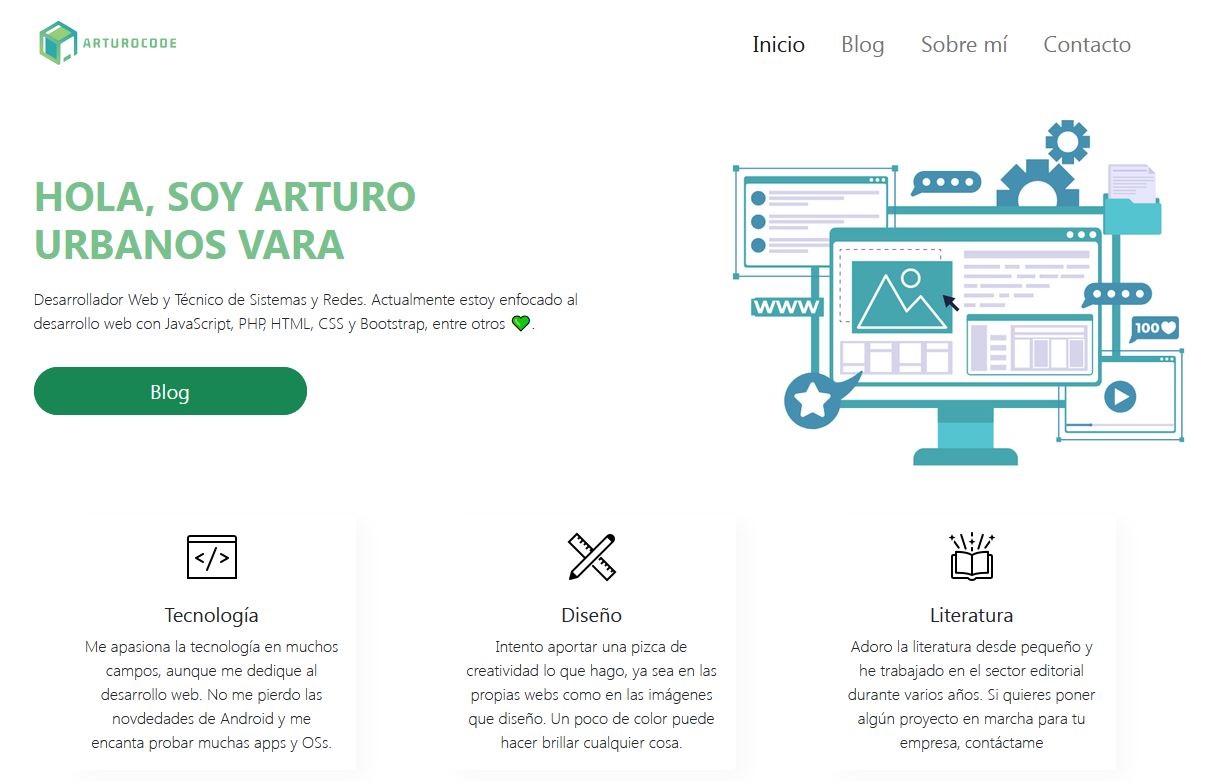 ARTUROCODE
Inicio Blog Sobre mí Contacto
HOLA, SOY ARTURO
URBANOS VARA
Desarrollador Web y Técnico de Sistemas y Redes. Actualmente estoy enfocado al
desarrollo web con JavaScript, PHP, HTML, CSS y Bootstrap, entre otros 💚.
Blog
WWW
100
</>
Tecnología
Me apasiona la tecnología en muchos
campos, aunque me dedique al
desarrollo web. No me pierdo las
novdedades de Android y me
encanta probar muchas apps y OSs.
Diseño
Intento aportar una pizca de
creatividad lo que hago, ya sea en las
propias webs como en las imágenes
que diseño. Un poco de color puede
hacer brillar cualquier cosa.
Literatura
Adoro la literatura desde pequeño y
he trabajado en el sector editorial
durante varios años. Si quieres poner
algún proyecto en marcha para tu
empresa, contáctame